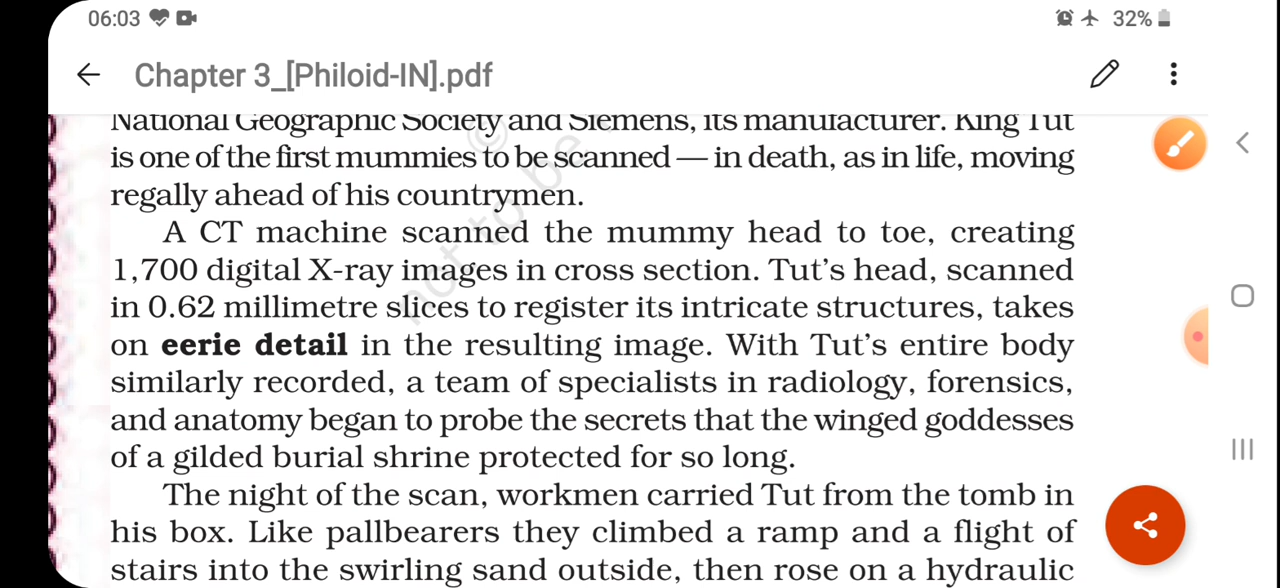 06:03
32%
Chapter 3_[Philoid-IN].pdf
National Geographic Society and Siemens, its manufacturer. King Tut
is one of the first mummies to be scanned — in death, as in life, moving
regally ahead of his countrymen.
A CT machine scanned the mummy head to toe, creating
1,700 digital X-ray images in cross section. Tut's head, scanned
in 0.62 millimetre slices to register its intricate structures, takes
on eerie detail in the resulting image. With Tut's entire body
similarly recorded, a team of specialists in radiology, forensics,
and anatomy began to probe the secrets that the winged goddesses
of a gilded burial shrine protected for so long.
The night of the scan, workmen carried Tut from the tomb in
his box. Like pallbearers they climbed a ramp and a flight of
stairs into the swirling sand outside, then rose on a hydraulic
©
not to be